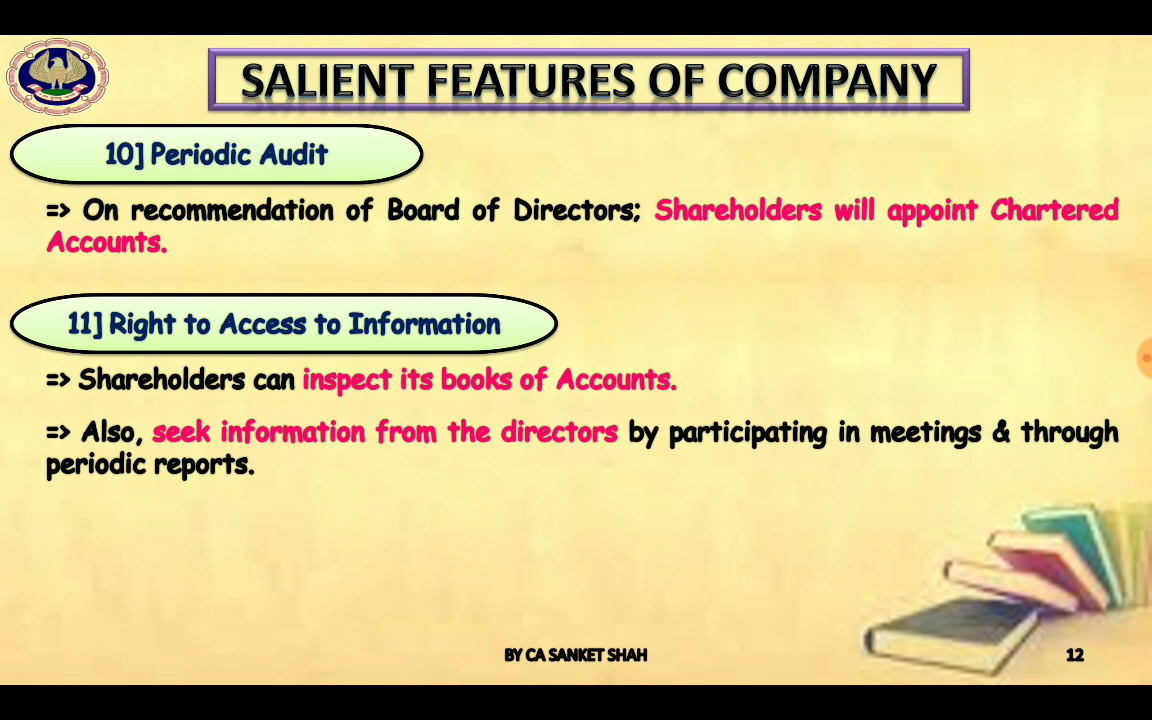 SALIENT FEATURES OF COMPANY
10] Periodic Audit
=> On recommendation of Board of Directors; Shareholders will appoint Chartered
Accounts.
11] Right to Access to Information
=> Shareholders can inspect its books of Accounts.
=> Also, seek information from the directors by participating in meetings & through
periodic reports.
BY CA SANKET SHAH
12